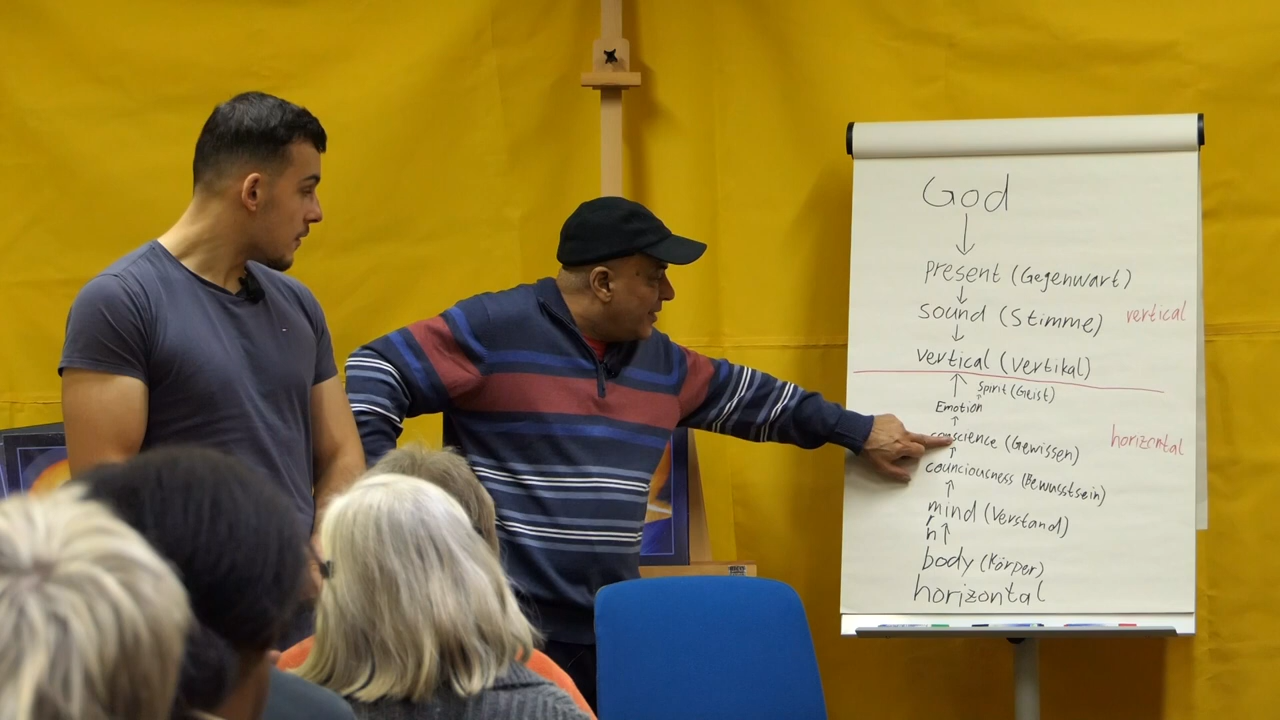 God
present (Gegenwart)
sound (Stimme)
vertical
vertical (Vertikal)
Spirit (Geist)
Emotion
conscience (Gewissen)
horizontal
counciousness (Bewusstsein)
mind (Verstand)
body (Körper)
horizontal